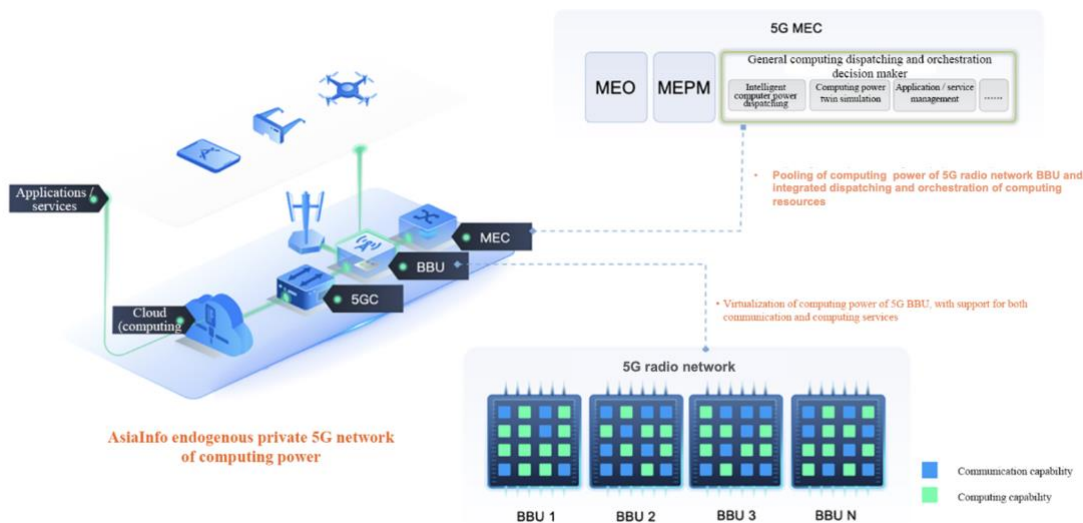 5G MEC
MEO
MEPM
General computing dispatching and orchestration
decision maker
Intelligent
computer power
dispatching
Computing power
twin simulation
Application / service
management
......
• Pooling of computing power of 5G radio network BBU and
integrated dispatching and orchestration of computing
resources
Applications /
services
MEC
BBU
5GC
Cloud
(computing
• Virtualization of computing power of 5G BBU, with support for both
communication and computing services
5G radio network
AsiaInfo endogenous private 5G network
of computing power
BBU 1
BBU 2
BBU 3
BBU N
Communication capability
Computing capability